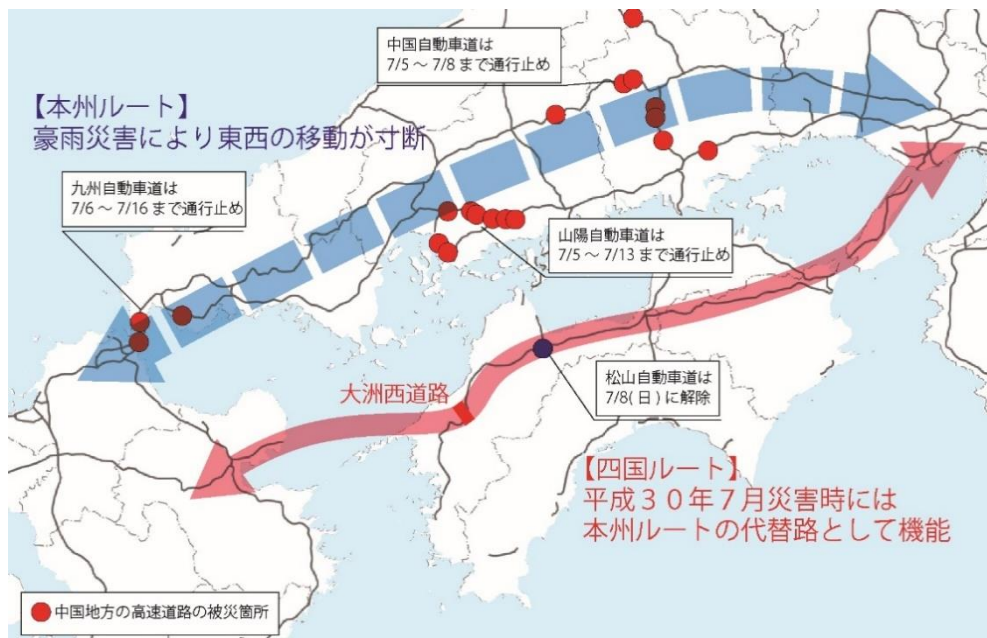 中国自動車道は
7/5～7/8まで通行止め
【本州ルート】
豪雨災害により東西の移動が寸断
九州自動車道は
7/6～7/16まで通行止め
山陽自動車道は
7/5～7/13まで通行止め
大洲西道路
松山自動車道は
7/8(日)に解除
【四国ルート】
平成３０年７月災害時には
本州ルートの代替路として機能
中国地方の高速道路の被災箇所